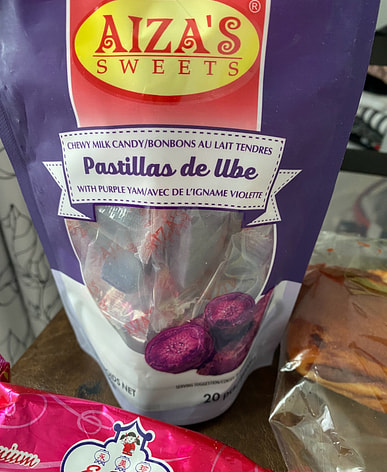 ®
AIZA'S
SWEETS
CHEWY MILK CANDY/BONBONS AU LAIT TENDRES
Pastillas de Ube
WITH PURPLE YAM/AVEC DE L'IGNAME VIOLETTE
NET
20